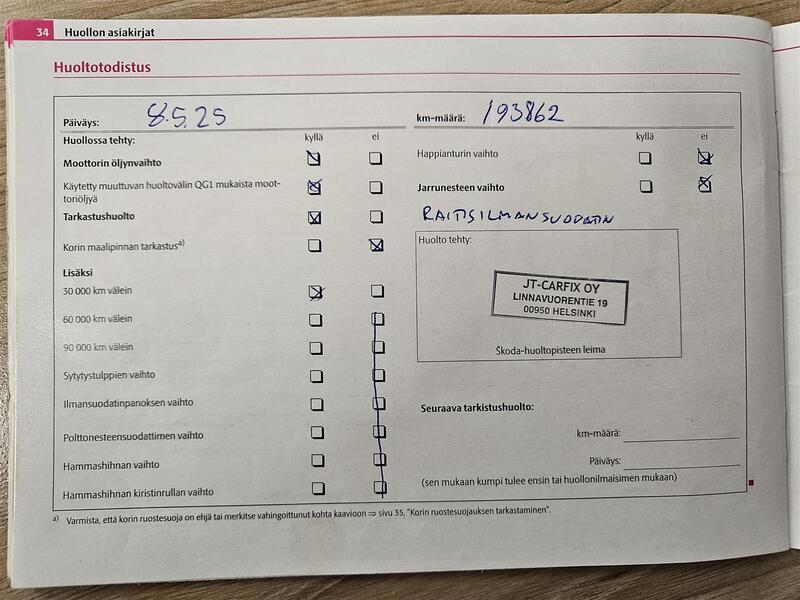 34 Huollon asiakirjat
Huoltotodistus
Päiväys: 8.5.25
Huollossa tehty: kyllä ei
Moottorin öljynvaihto
Käytetty muuttuvan huoltovälin QG1 mukaista moot-
toriöljyä
Tarkastushuolto
Korin maalipinnan tarkastus a)
Lisäksi
30 000 km välein
60 000 km välein
90 000 km välein
Sytytystulppien vaihto
Ilmansuodatinpanoksen vaihto
Polttonesteensuodattimen vaihto
Hammashihnan vaihto
Hammashihnan kiristinrullan vaihto
km-määrä: 193862
kyllä ei
Happianturin vaihto
Jarrunesteen vaihto
RAITISILMANSUODATIN
Huolto tehty:
JT-CARFIX OY
LINNAVUORENTIE 19
00950 HELSINKI
Škoda-huoltopisteen leima
Seuraava tarkistushuolto:
km-määrä:
Päiväys:
(sen mukaan kumpi tulee ensin tai huollonilmaisimen mukaan)
a) Varmista, että korin ruostesuoja on ehjä tai merkitse vahingoittunut kohta kaavioon ⇒ sivu 35, "Korin ruostesuojauksen tarkastaminen".